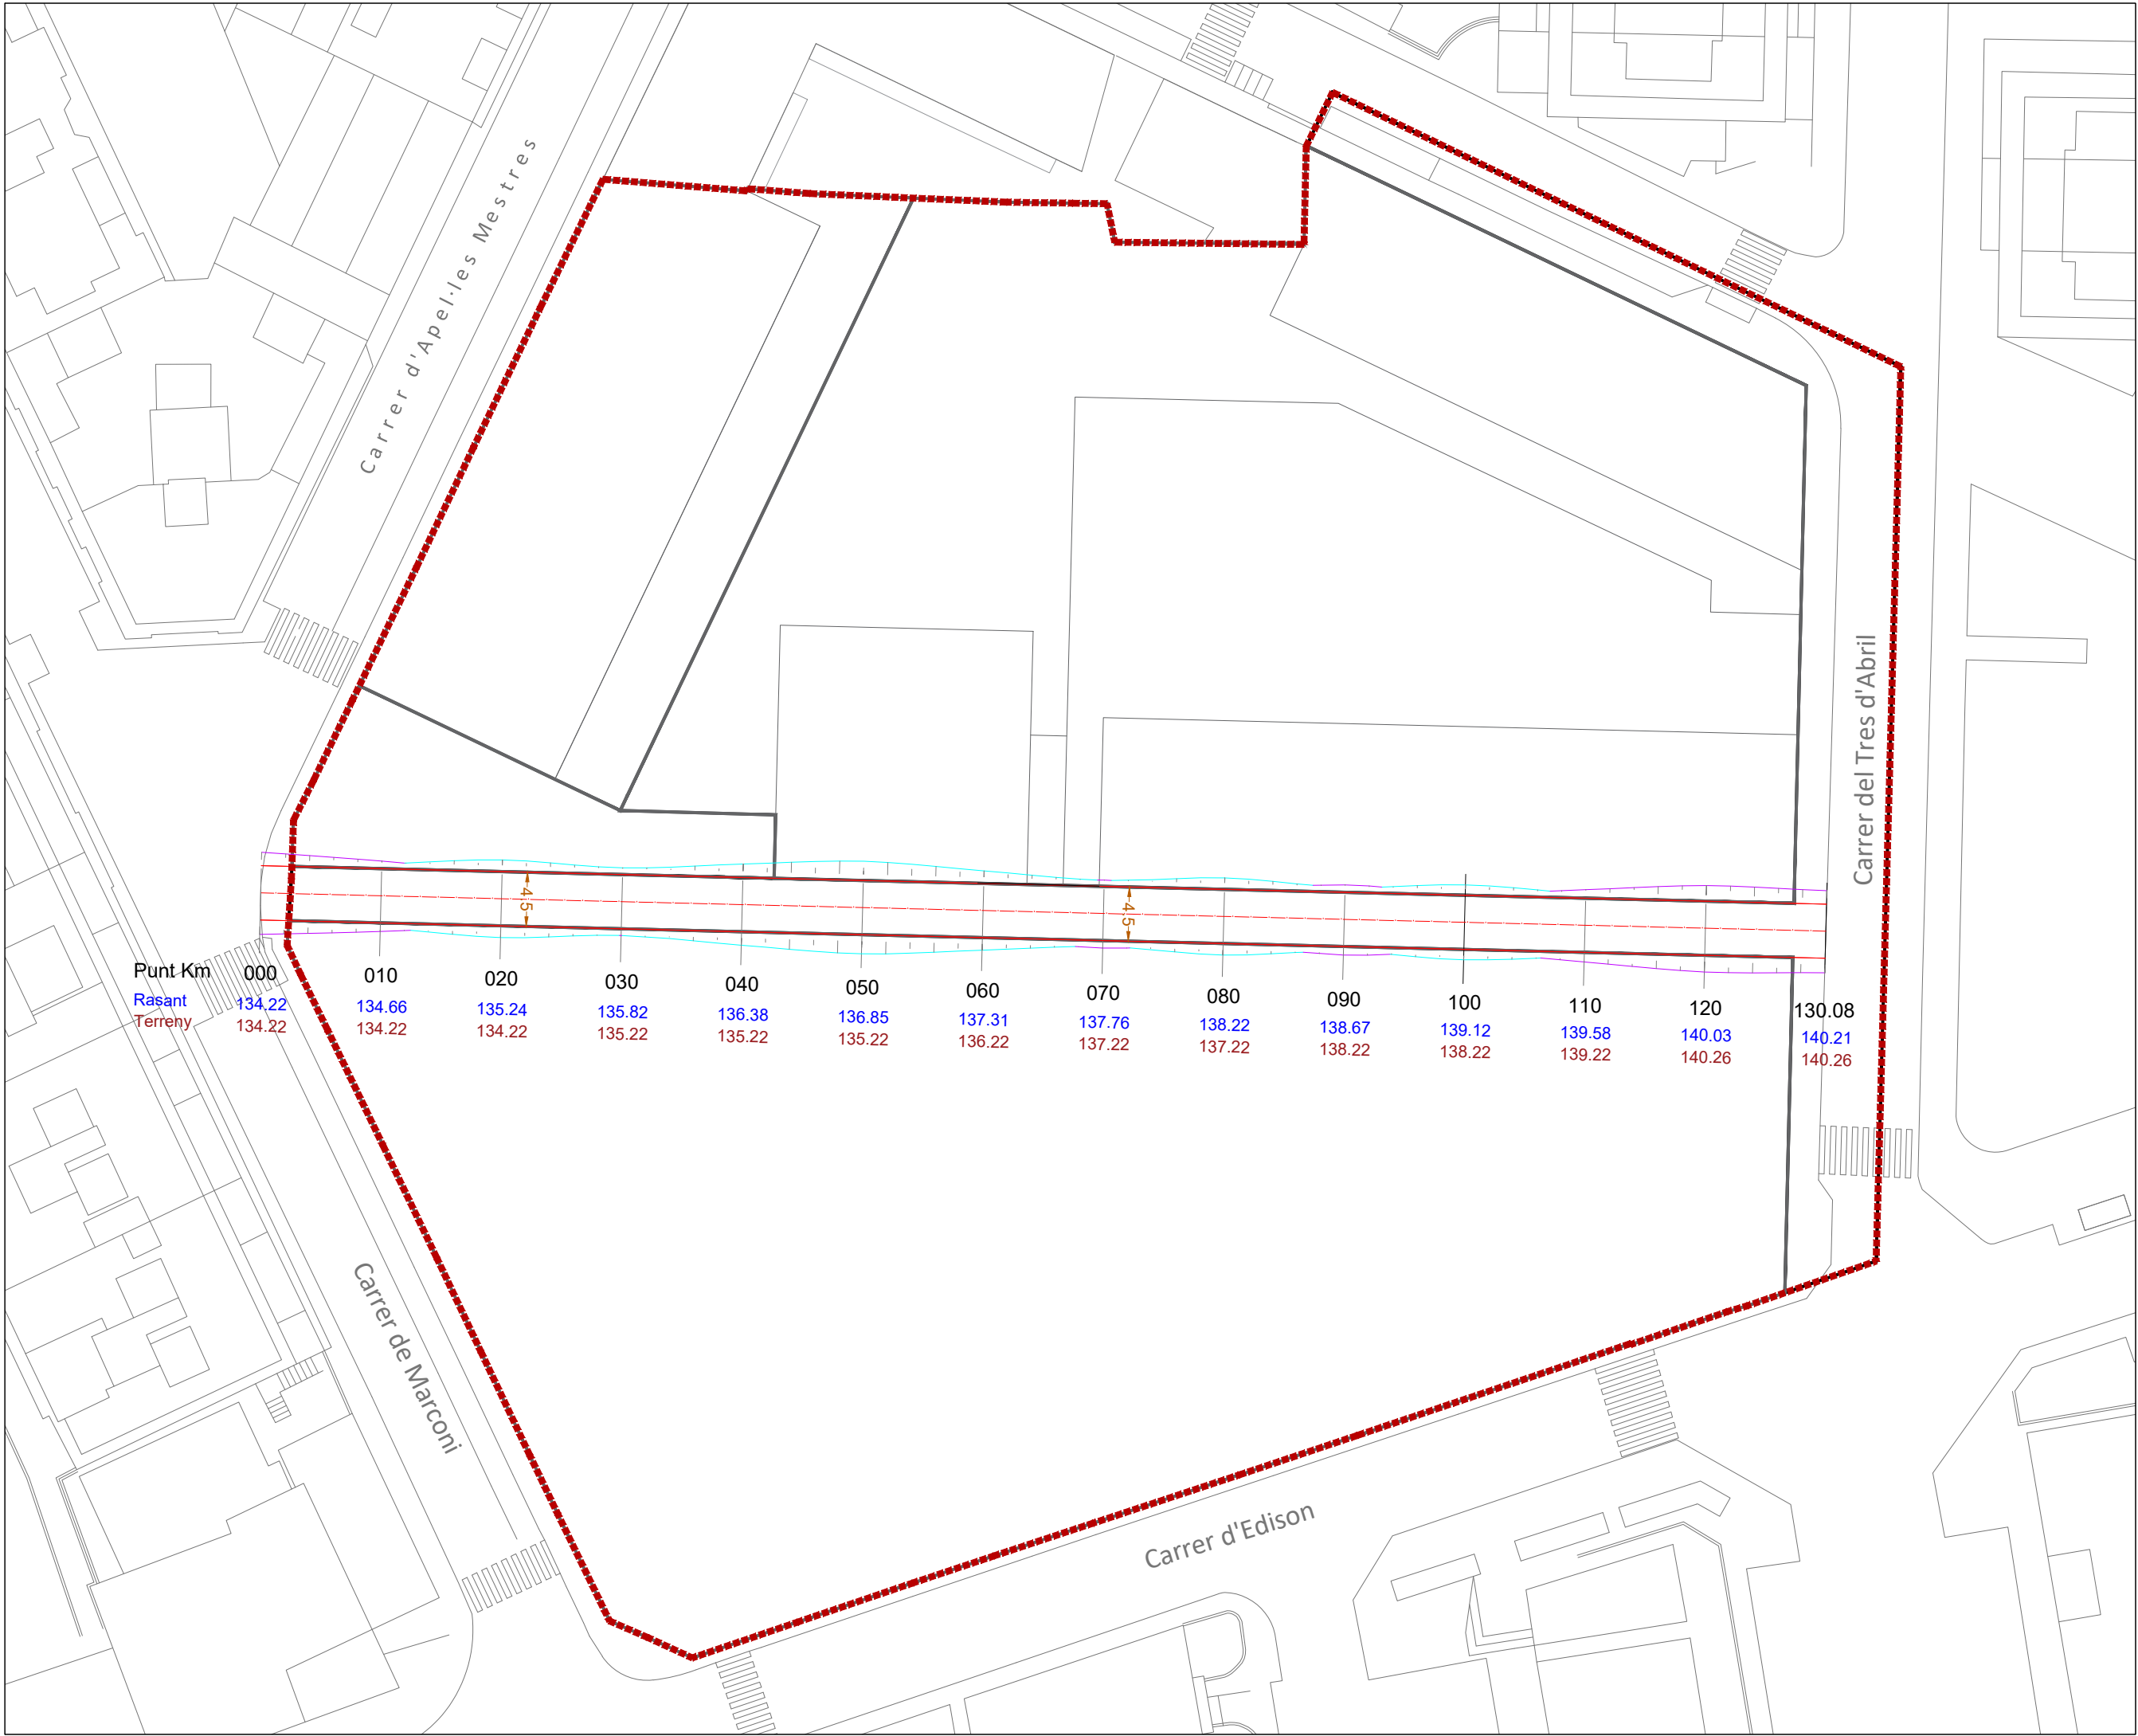 Carrer d'Apel·les Mestres
Carrer del Tres d'Abril
4.5
4.5
Punt Km 000 010 020 030 040 050 060 070 080 090 100 110 120 130.08
Rasant 134.22 134.66 135.24 135.82 136.38 136.85 137.31 137.76 138.22 138.67 139.12 139.58 140.03 140.21
Terreny 134.22 134.22 134.22 135.22 135.22 135.22 136.22 137.22 137.22 138.22 138.22 139.22 140.26 140.26
Carrer de Marconi
Carrer d'Edison